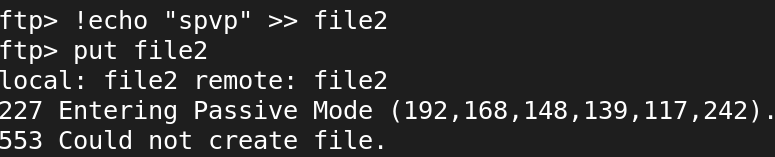 ftp> !echo "spvp" >> file2
ftp> put file2
local: file2 remote: file2
227 Entering Passive Mode (192,168,148,139,117,242).
553 Could not create file.